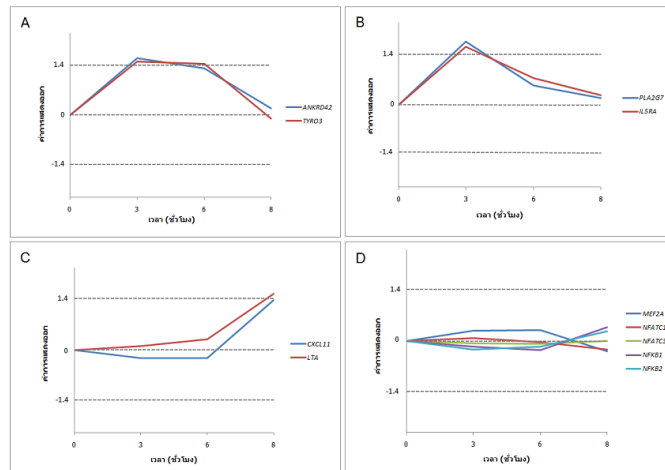 A
1.4
0
-1.4
ค่าการแสดงออก
0 3 6 8
เวลา (ชั่วโมง)
ANKRD42
TYRO3
B
1.4
0
-1.4
ค่าการแสดงออก
0 3 6 8
เวลา (ชั่วโมง)
PLA2G7
IL5RA
C
1.4
0
-1.4
ค่าการแสดงออก
0 3 6 8
เวลา (ชั่วโมง)
CXCL11
LTA
D
1.4
0
-1.4
ค่าการแสดงออก
0 3 6 8
เวลา (ชั่วโมง)
MEF2A
NFATC1
NFATC3
NFKB1
NFKB2